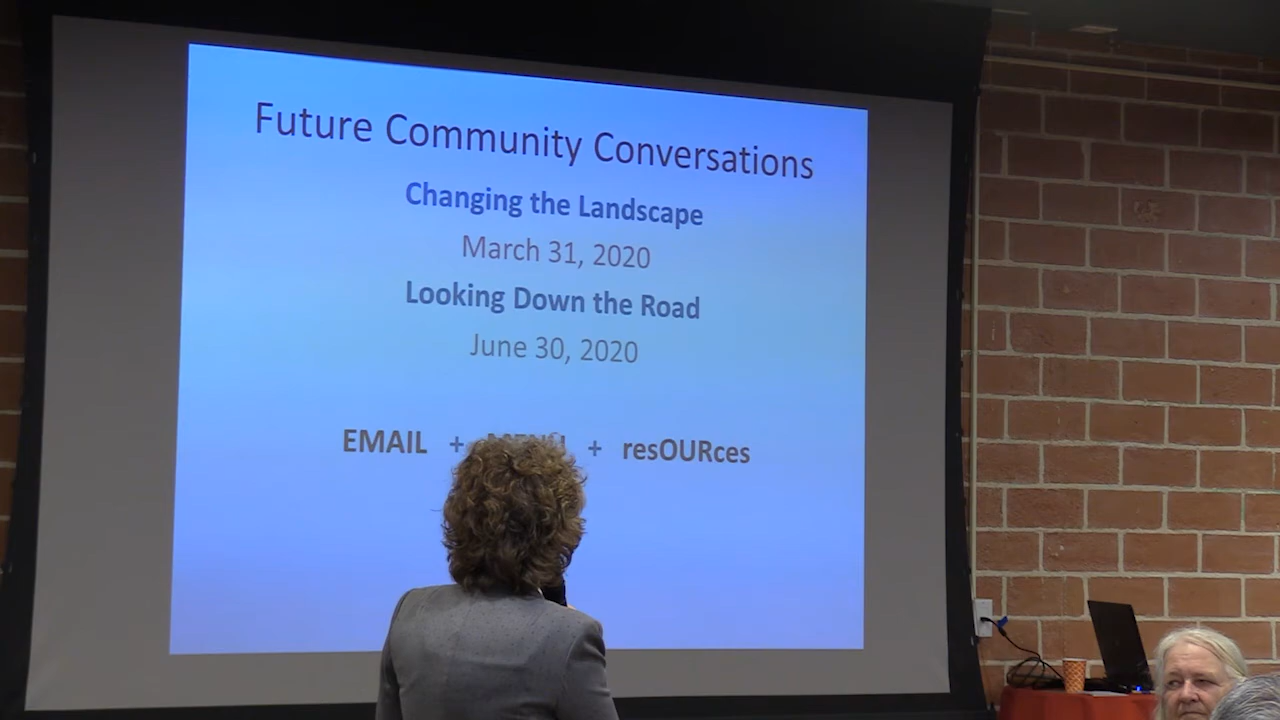 Future Community Conversations
Changing the Landscape
March 31, 2020
Looking Down the Road
June 30, 2020
EMAIL + + resOURces